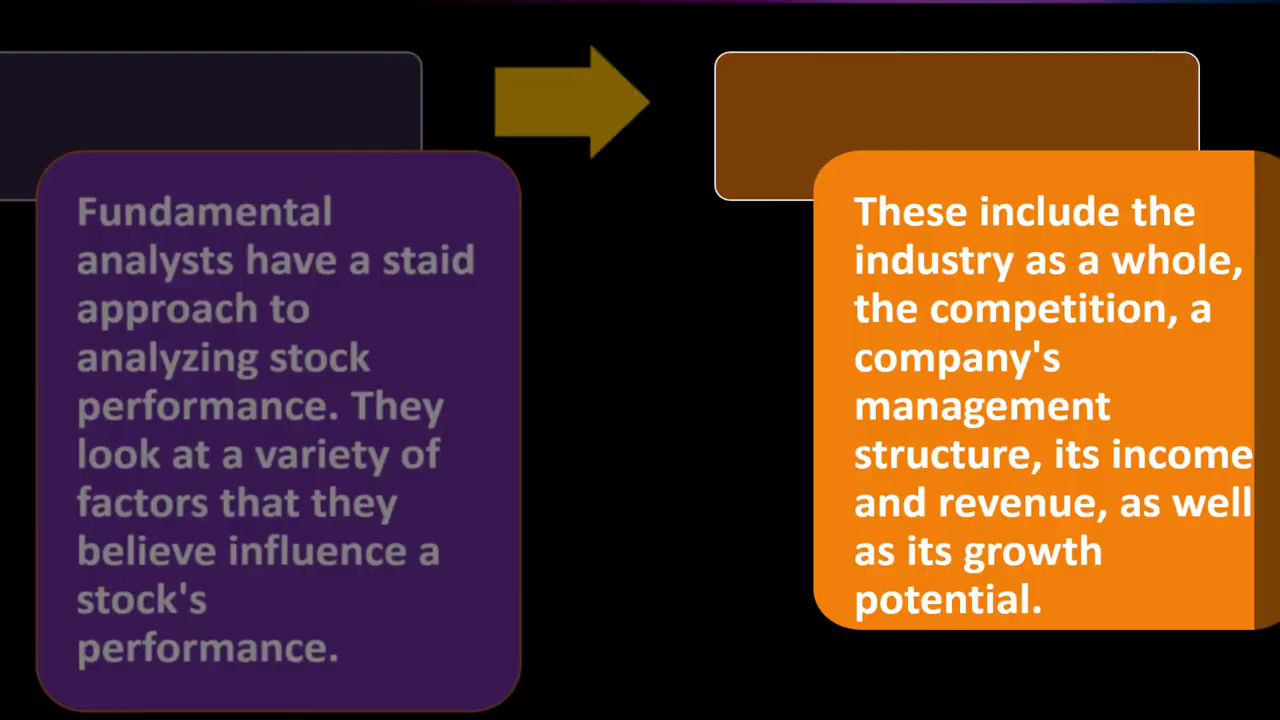 Fundamental
analysts have a staid
approach to
analyzing stock
performance. They
look at a variety of
factors that they
believe influence a
stock's
performance.
These include the
industry as a whole,
the competition, a
company's
management
structure, its income
and revenue, as well
as its growth
potential.